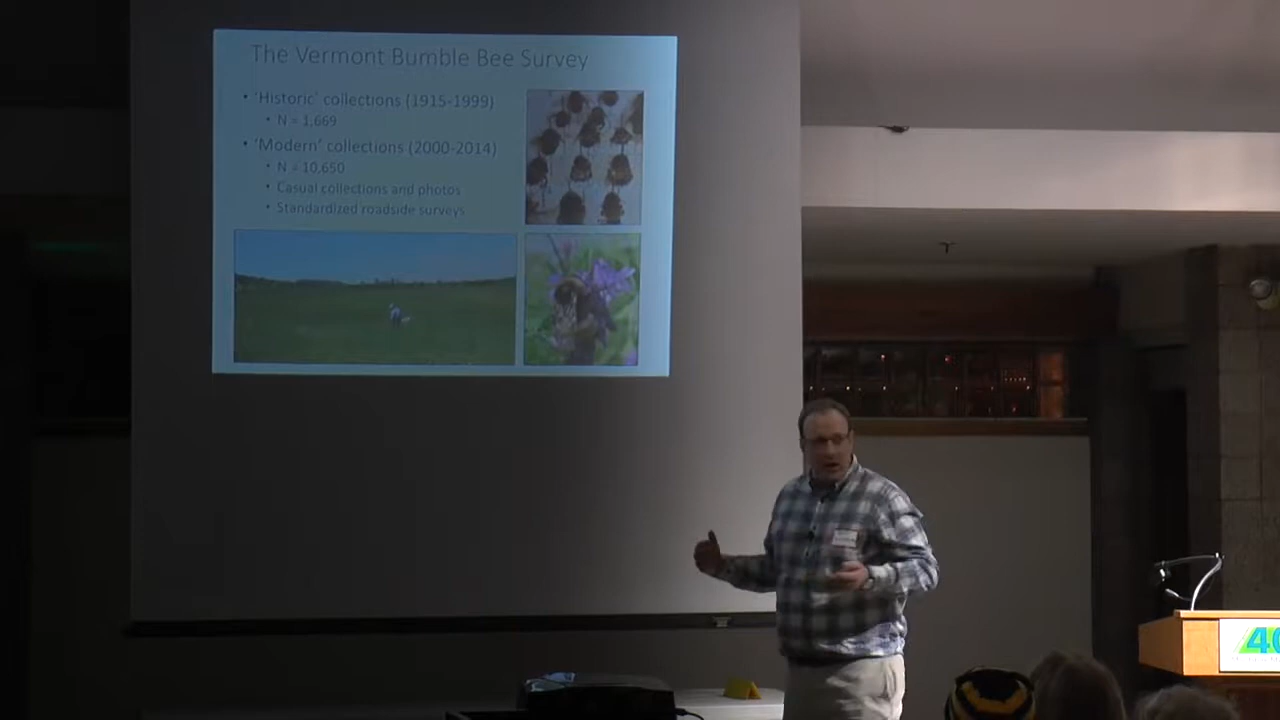 The Vermont Bumble Bee Survey
• 'Historic' collections (1915-1999)
• N = 1,669
• 'Modern' collections (2000-2014)
• N = 10,650
• Casual collections and photos
• Standardized roadside surveys
40